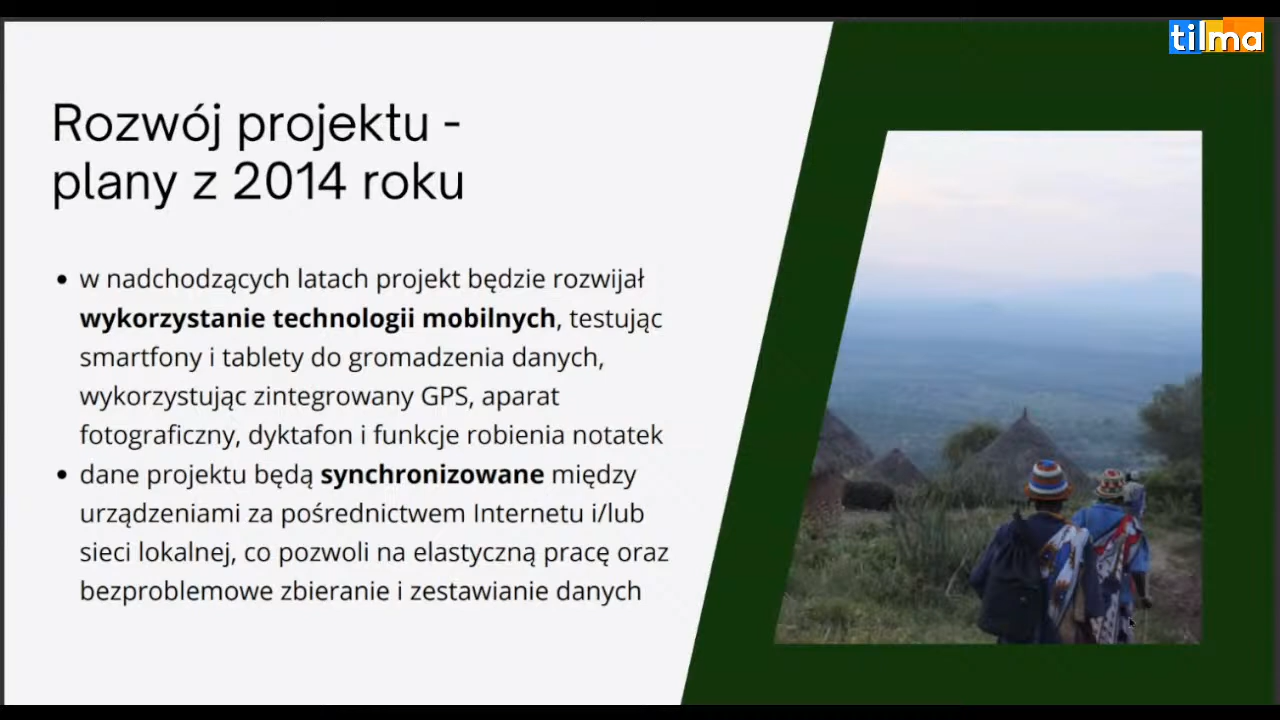 tilma
Rozwój projektu -
plany z 2014 roku
• w nadchodzących latach projekt będzie rozwijał
wykorzystanie technologii mobilnych, testując
smartfony i tablety do gromadzenia danych,
wykorzystując zintegrowany GPS, aparat
fotograficzny, dyktafon i funkcje robienia notatek
• dane projektu będą synchronizowane między
urządzeniami za pośrednictwem Internetu i/lub
sieci lokalnej, co pozwoli na elastyczną pracę oraz
bezproblemowe zbieranie i zestawianie danych